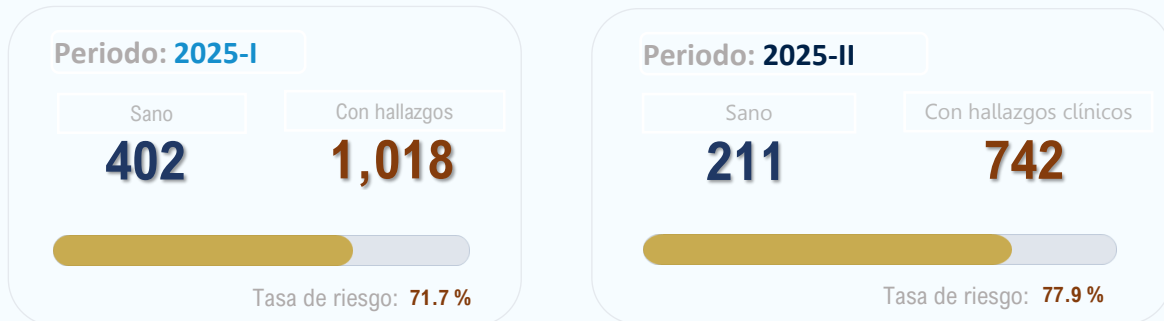 Periodo: 2025-I
Sano
Con hallazgos
402
1,018
Tasa de riesgo: 71.7 %
Periodo: 2025-II
Sano
Con hallazgos clínicos
211
742
Tasa de riesgo: 77.9 %